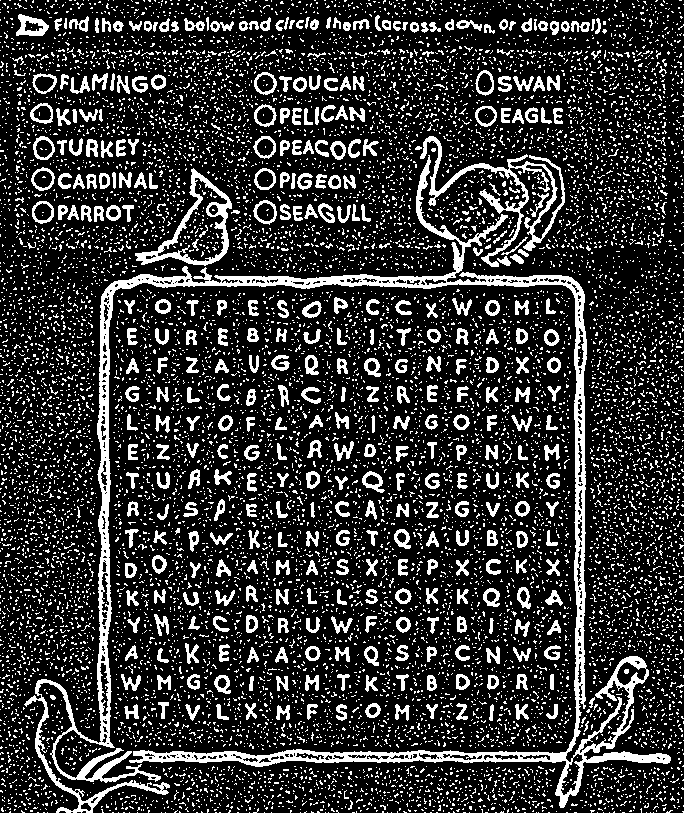 Find the words below and circle them (across, down, or diagonal):
FLAMINGO TOUCAN SWAN
KIWI PELICAN EAGLE
TURKEY PEACOCK
CARDINAL PIGEON
PARROT SEAGULL
Y O T P E S O P C C X W O M L
E U R E B H U L I T O R A D O
A F Z A U G Q R Q G N F D X O
G N L C B R C I Z R E F K M Y
L M Y O F L A M I N G O F W L
E Z V C G L R W D F T P N L M
T U R K E Y D Y Q F G E U K G
R J S P E L I C A N Z G V O Y
T K P W K L N G T Q A U B D L
D O Y A A M A S X E P X C K X
K N U W R N L L S O K K Q Q A
Y M L C D R U W F O T B I M A
A L K E A A O M Q S P C N W G
W M G Q I N M T K T B D D R I
H T V L X M F S O M Y Z I K J